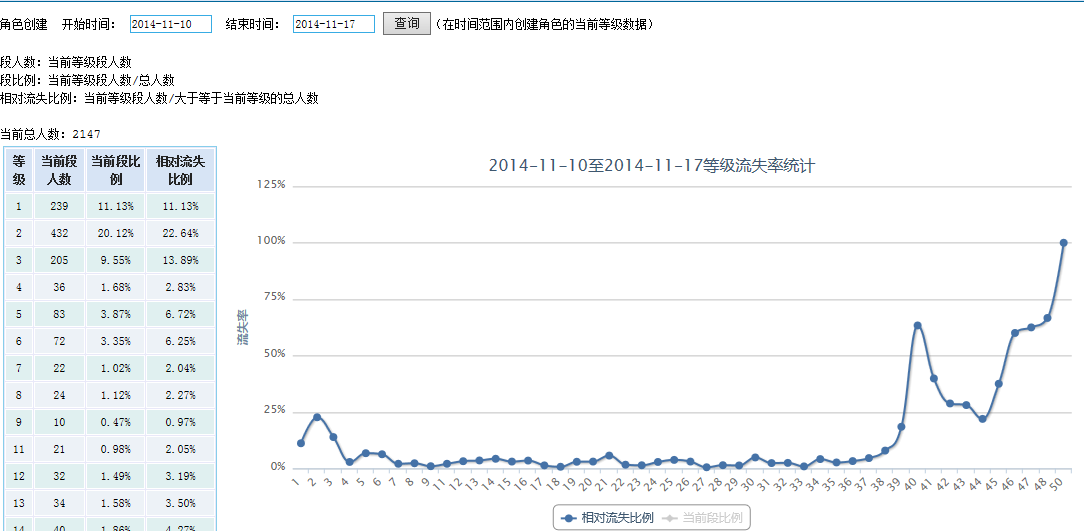 角色创建 开始时间： 2014-11-10 结束时间： 2014-11-17 查询 (在时间范围内创建角色的当前等级数据)
段人数：当前等级段人数
段比例：当前等级段人数/总人数
相对流失比例：当前等级段人数/大于等于当前等级的总人数
当前总人数：2147
等级 当前段人数 当前段比例 相对流失比例
1 239 11.13% 11.13%
2 432 20.12% 22.64%
3 205 9.55% 13.89%
4 36 1.68% 2.83%
5 83 3.87% 6.72%
6 72 3.35% 6.25%
7 22 1.02% 2.04%
8 24 1.12% 2.27%
9 10 0.47% 0.97%
11 21 0.98% 2.05%
12 32 1.49% 3.19%
13 34 1.58% 3.50%
14 40 1.86% 4.27%
2014-11-10至2014-11-17等级流失率统计
流失率
125%
100%
75%
50%
25%
0%
1 2 3 4 5 6 7 8 9 11 12 13 14 15 16 17 18 19 20 21 22 23 24 25 26 27 28 29 30 31 32 33 34 35 36 37 38 39 40 41 42 43 44 45 46 47 48 50
相对流失比例 当前段比例